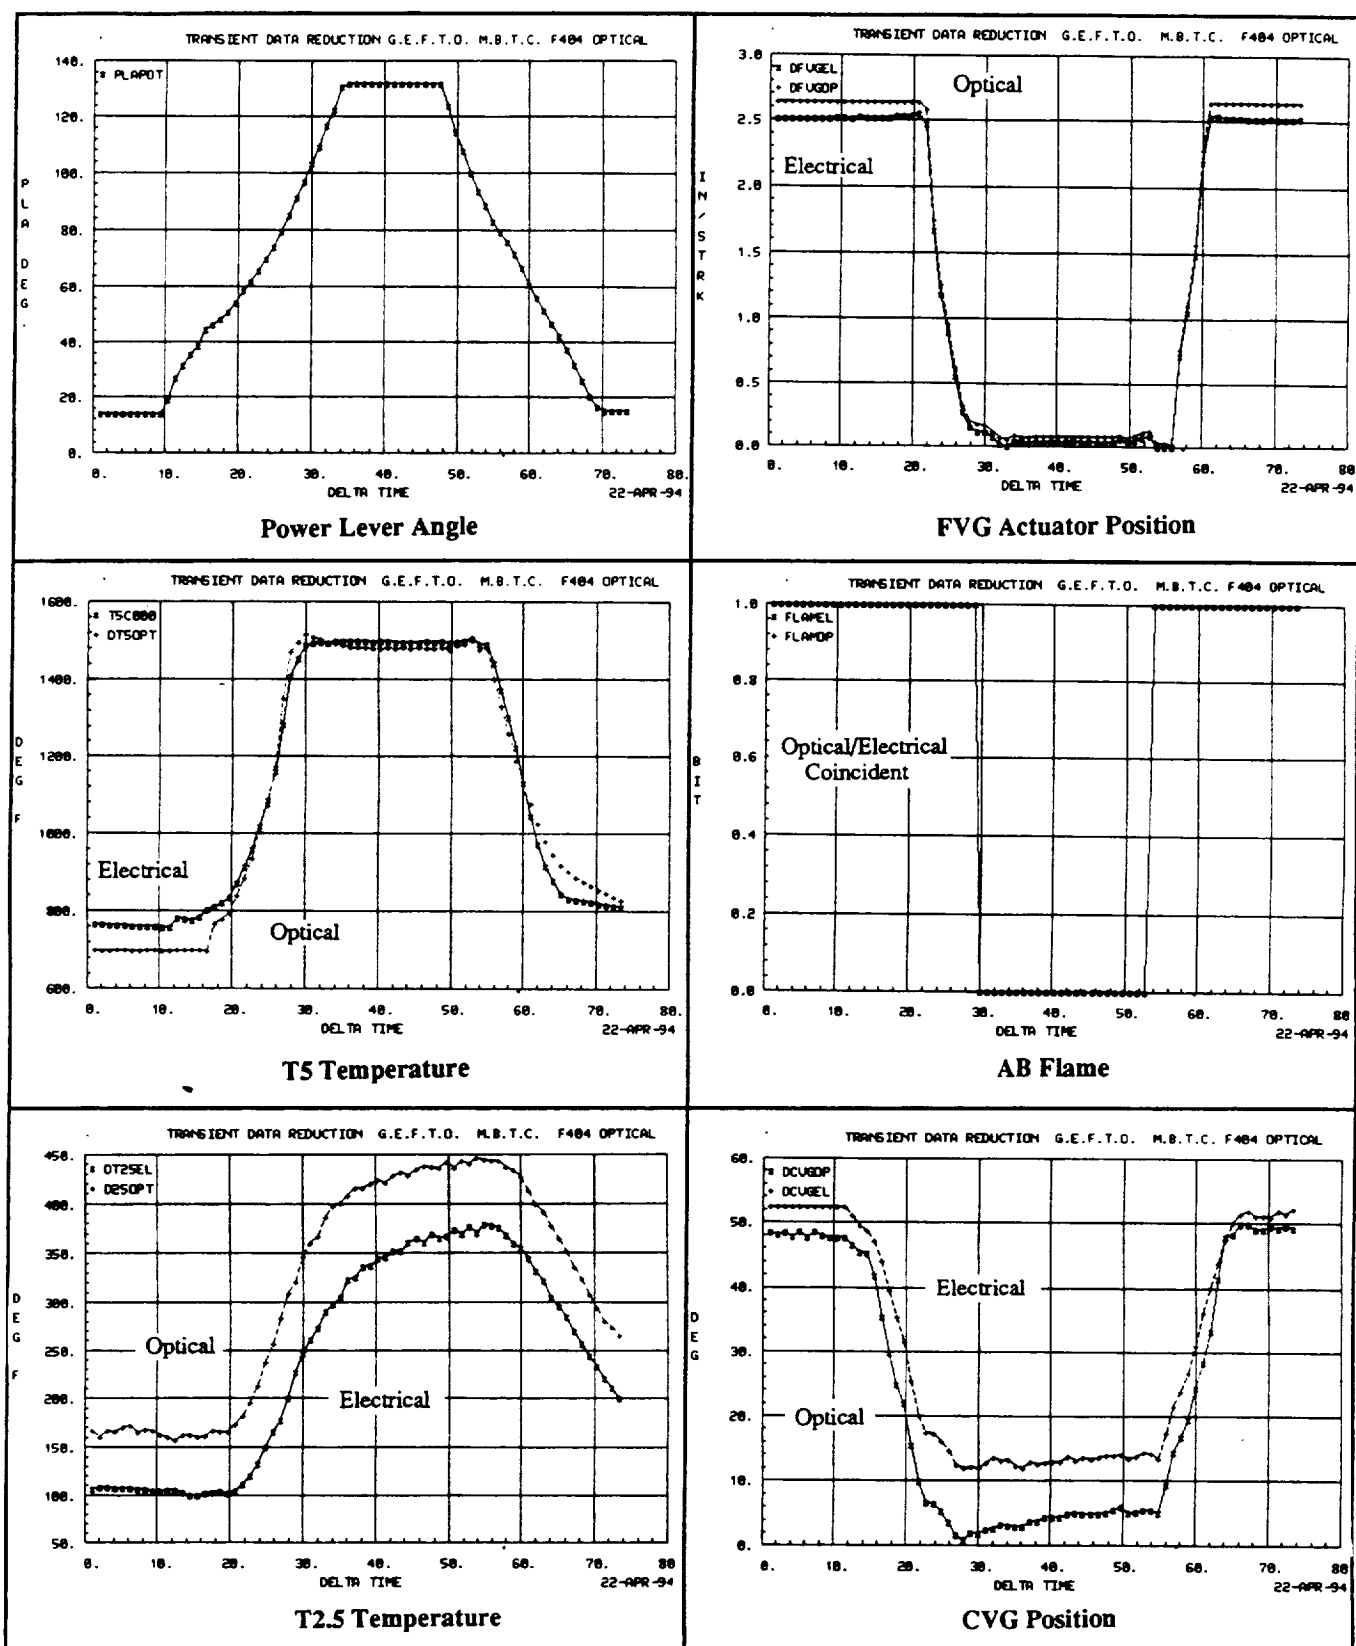 TRANSIENT DATA REDUCTION G.E.F.T.O. M.B.T.C. F404 OPTICAL
PLAPOT
140.
120.
100.
80.
60.
40.
20.
0.
PLA DEG
0. 10. 20. 30. 40. 50. 60. 70. 80.
DELTA TIME
22-APR-94
Power Lever Angle
TRANSIENT DATA REDUCTION G.E.F.T.O. M.B.T.C. F404 OPTICAL
DFVGEL
DFVGOP
Optical
Electrical
3.0
2.5
2.0
1.5
1.0
0.5
0.0
IN/STRK
0. 10. 20. 30. 40. 50. 60. 70. 80
DELTA TIME
22-APR-94
FVG Actuator Position
TRANSIENT DATA REDUCTION G.E.F.T.O. M.B.T.C. F404 OPTICAL
T5C000
DT5OPT
1600.
1400.
1200.
1000.
800.
600.
DEG F
Electrical
Optical
0. 10. 20. 30. 40. 50. 60. 70. 80.
DELTA TIME
22-APR-94
T5 Temperature
TRANSIENT DATA REDUCTION G.E.F.T.O. M.B.T.C. F404 OPTICAL
FLAMEL
FLAMOP
1.0
0.8
0.6
0.4
0.2
0.0
BIT
Optical/Electrical
Coincident
0. 10. 20. 30. 40. 50. 60. 70. 80
DELTA TIME
22-APR-94
AB Flame
TRANSIENT DATA REDUCTION G.E.F.T.O. M.B.T.C. F404 OPTICAL
DT25EL
D25OPT
450.
400.
350.
300.
250.
200.
150.
100.
50.
DEG F
Optical
Electrical
0. 10. 20. 30. 40. 50. 60. 70. 80
DELTA TIME
22-APR-94
T2.5 Temperature
TRANSIENT DATA REDUCTION G.E.F.T.O. M.B.T.C. F404 OPTICAL
DCVGOP
DCVGEL
60.
50.
40.
30.
20.
10.
0.
DEG
Electrical
Optical
0. 10. 20. 30. 40. 50. 60. 70. 80
DELTA TIME
22-APR-94
CVG Position